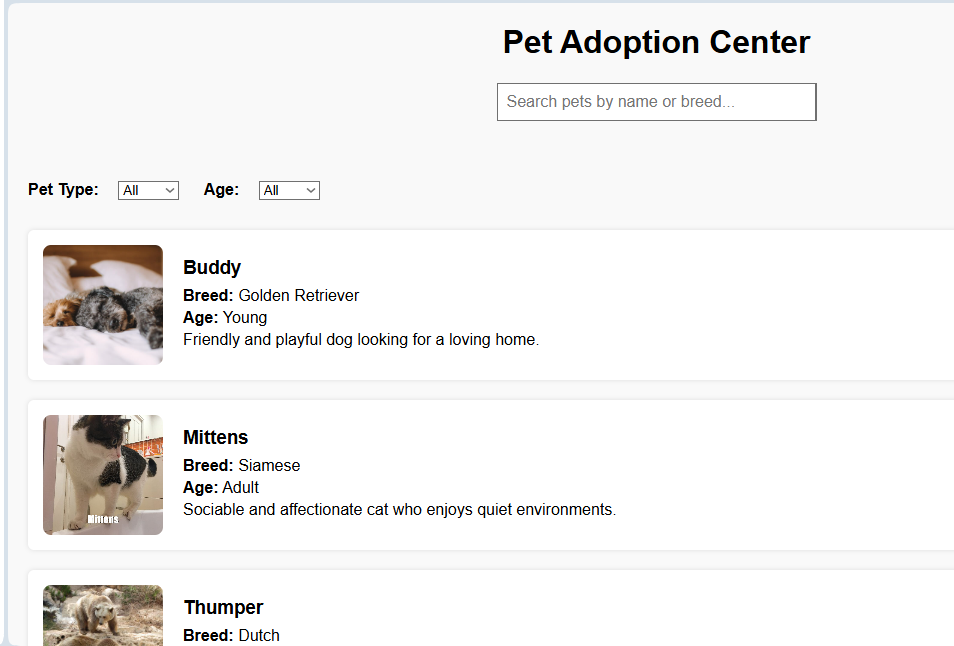 Pet Adoption Center
Search pets by name or breed...
Pet Type: All Age: All
Buddy
Breed: Golden Retriever
Age: Young
Friendly and playful dog looking for a loving home.
Mittens
Breed: Siamese
Age: Adult
Sociable and affectionate cat who enjoys quiet environments.
Mittens
Thumper
Breed: Dutch